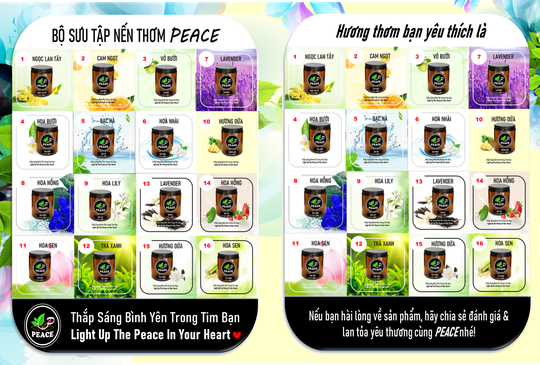 BỘ SƯU TẬP NẾN THƠM PEACE
1 NGỌC LAN TÂY
2 CAM NGỌT
3 VỎ BƯỞI
7 LAVENDER
4 HOA BƯỞI
5 BẠC HÀ
6 HOA NHÀI
10 HƯƠNG DỨA
8 HOA HỒNG
9 HOA LILY
13 LAVENDER
14 HOA HỒNG
11 HOA SEN
12 TRÀ XANH
15 HƯƠNG DỨA
16 HOA SEN
PEACE
Thắp Sáng Bình Yên Trong Tim Bạn
Light Up The Peace In Your Heart
Hương thơm bạn yêu thích là
1 NGỌC LAN TÂY
2 CAM NGỌT
3 VỎ BƯỞI
7 LAVENDER
4 HOA BƯỞI
5 BẠC HÀ
6 HOA NHÀI
10 HƯƠNG DỨA
8 HOA HỒNG
9 HOA LILY
13 LAVENDER
14 HOA HỒNG
11 HOA SEN
12 TRÀ XANH
15 HƯƠNG DỨA
16 HOA SEN
Nếu bạn hài lòng về sản phẩm, hãy chia sẻ đánh giá &
lan tỏa yêu thương cùng PEACE nhé!